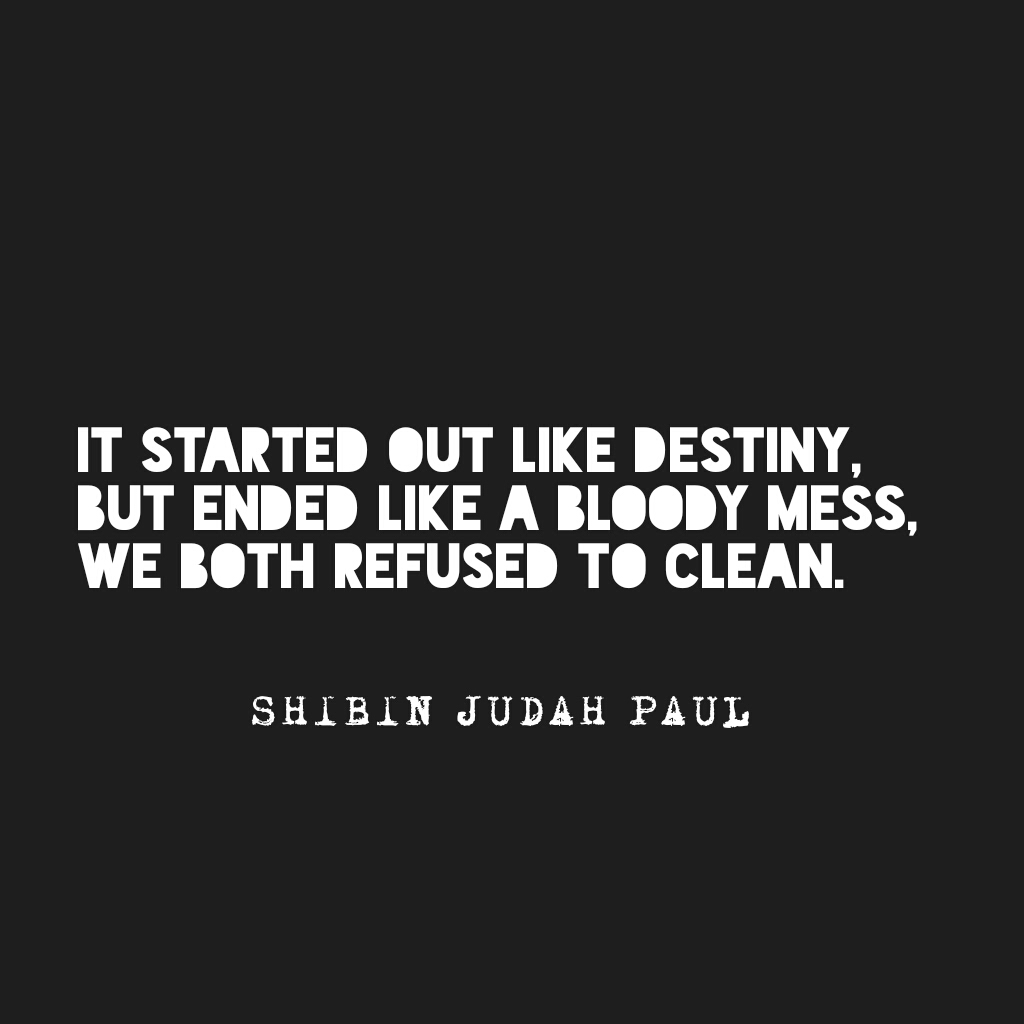 IT STARTED OUT LIKE DESTINY,
BUT ENDED LIKE A BLOODY MESS,
WE BOTH REFUSED TO CLEAN.
SHIBIN JUDAH PAUL